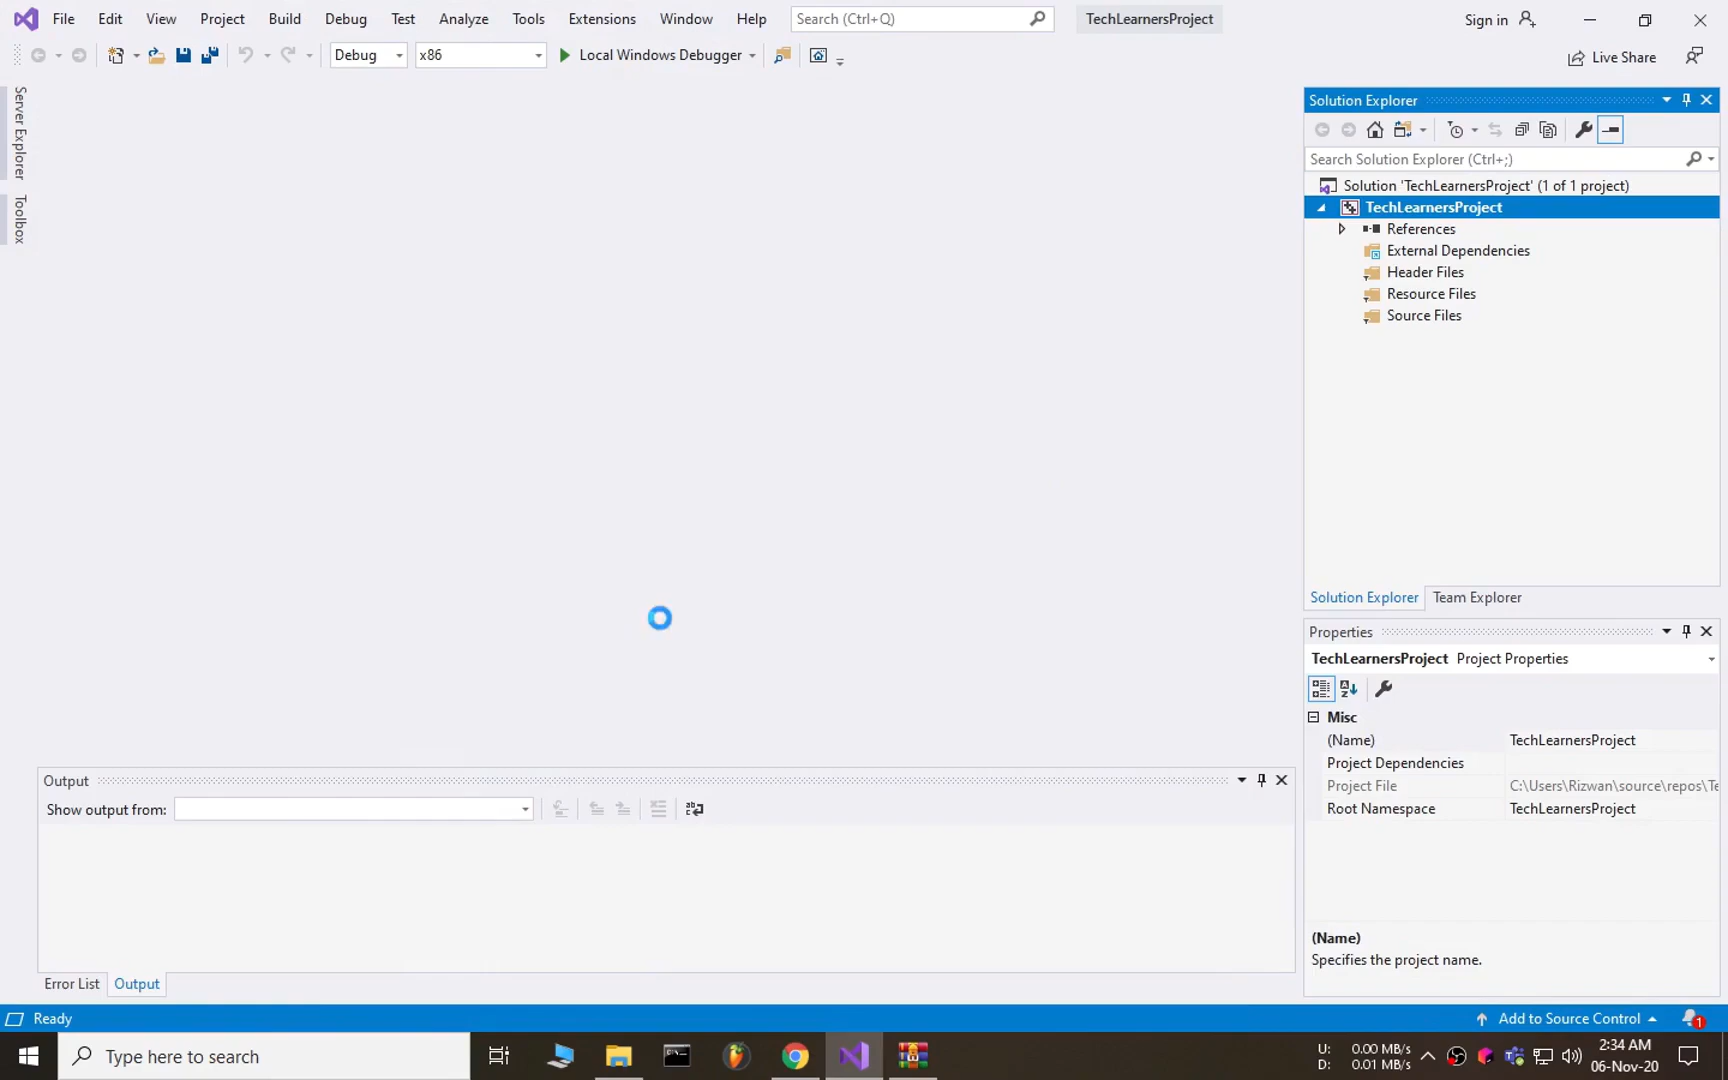 File Edit View Project Build Debug Test Analyze Tools Extensions Window Help Search (Ctrl+Q) TechLearnersProject Sign in
Debug x86 Local Windows Debugger Live Share
Server Explorer
Toolbox
Solution Explorer
Search Solution Explorer (Ctrl+;)
Solution 'TechLearnersProject' (1 of 1 project)
TechLearnersProject
References
External Dependencies
Header Files
Resource Files
Source Files
Solution Explorer Team Explorer
Properties
TechLearnersProject Project Properties
Misc
(Name) TechLearnersProject
Project Dependencies
Project File C:\Users\Rizwan\source\repos\Te
Root Namespace TechLearnersProject
(Name)
Specifies the project name.
Output
Show output from:
Error List Output
Ready Add to Source Control 1
Type here to search
U: 0.00 MB/s
D: 0.01 MB/s
2:34 AM
06-Nov-20